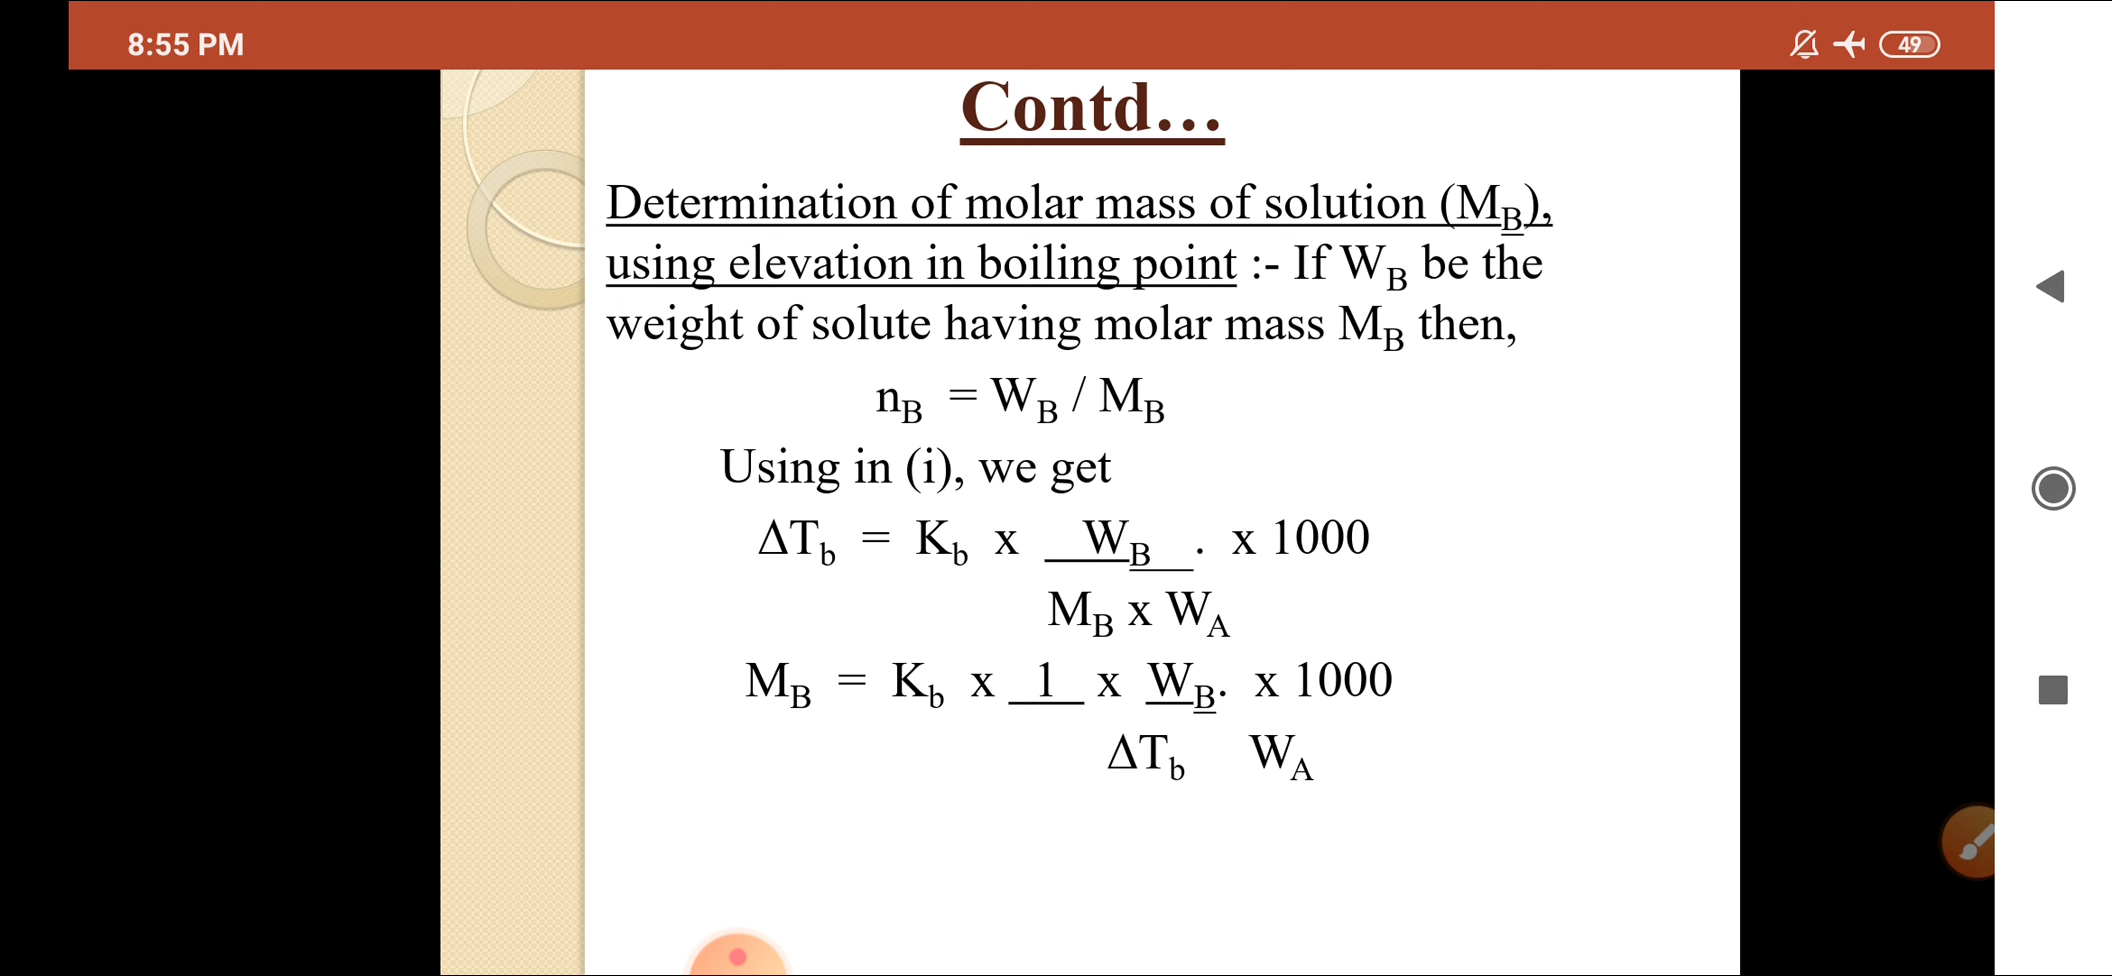 8:55 PM
49
Contd…
Determination of molar mass of solution (MB),
using elevation in boiling point :- If WB be the
weight of solute having molar mass MB then,
nB = WB / MB
Using in (i), we get
ΔTb = Kb x WB . x 1000
MB x WA
MB = Kb x 1 x WB. x 1000
ΔTb WA